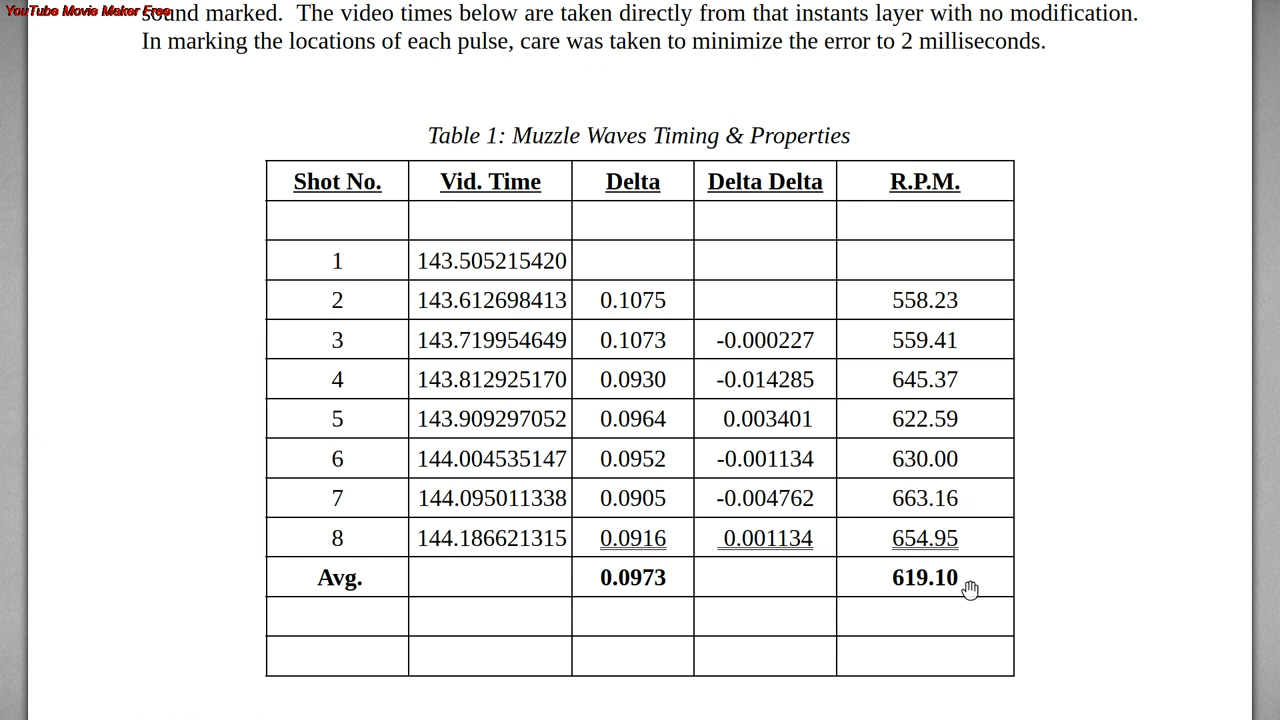 YouTube Movie Maker Free
sound marked. The video times below are taken directly from that instants layer with no modification.
In marking the locations of each pulse, care was taken to minimize the error to 2 milliseconds.
Table 1: Muzzle Waves Timing & Properties
Shot No. Vid. Time Delta Delta Delta R.P.M.
1 143.505215420
2 143.612698413 0.1075 558.23
3 143.719954649 0.1073 -0.000227 559.41
4 143.812925170 0.0930 -0.014285 645.37
5 143.909297052 0.0964 0.003401 622.59
6 144.004535147 0.0952 -0.001134 630.00
7 144.095011338 0.0905 -0.004762 663.16
8 144.186621315 0.0916 0.001134 654.95
Avg. 0.0973 619.10